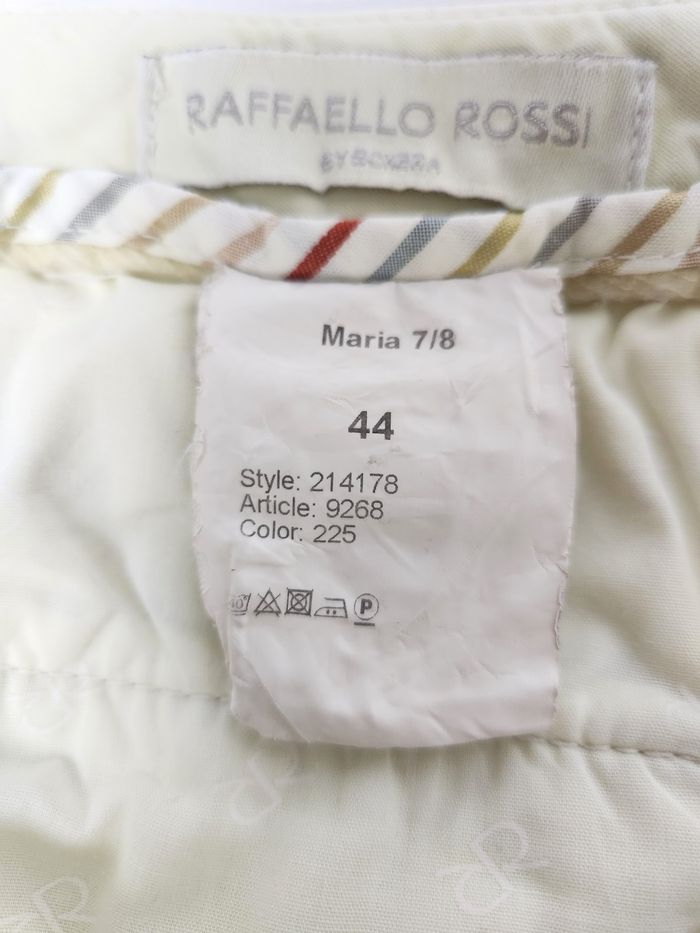 RAFFAELLO ROSSI
Maria 7/8
44
Style: 214178
Article: 9268
Color: 225
P